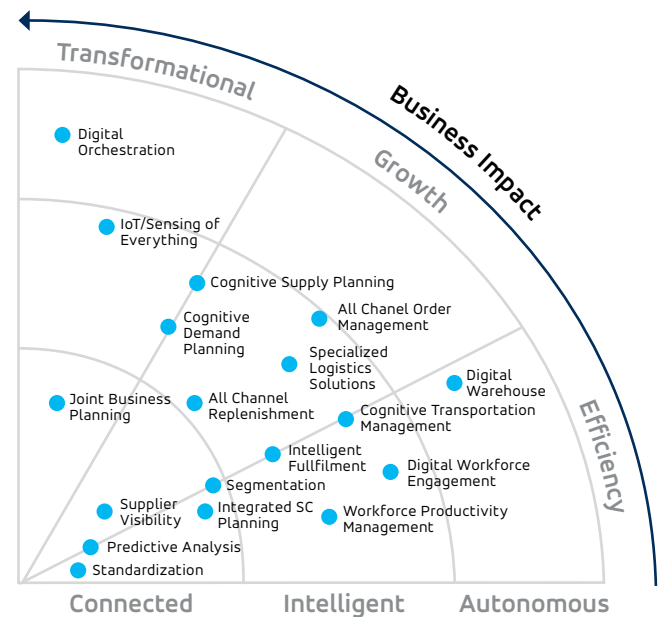 Transformational
Business Impact
Growth
Efficiency
Digital
Orchestration
IoT/Sensing of
Everything
Cognitive Supply Planning
All Chanel Order
Management
Cognitive
Demand
Planning
Specialized
Logistics
Solutions
Digital
Warehouse
Joint Business
Planning
All Channel
Replenishment
Cognitive Transportation
Management
Intelligent
Fullfilment
Digital Workforce
Engagement
Segmentation
Supplier
Visibility
Integrated SC
Planning
Workforce Productivity
Management
Predictive Analysis
Standardization
Connected
Intelligent
Autonomous